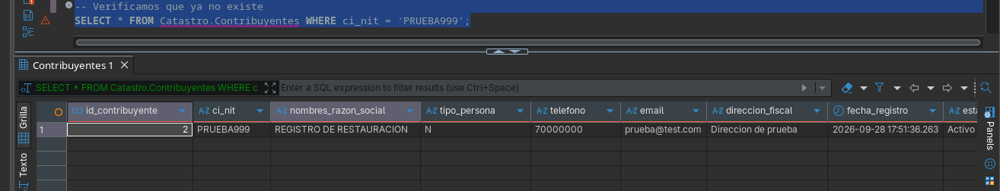 -- Verificamos que ya no existe
SELECT * FROM Catastro.Contribuyentes WHERE ci_nit = 'PRUEBA999';
Contribuyentes 1
SELECT * FROM Catastro.Contribuyentes WHERE c
Enter a SQL expression to filter results (use Ctrl+Space)
Grilla
Texto
123 id_contribuyente A-Z ci_nit A-Z nombres_razon_social A-Z tipo_persona A-Z telefono A-Z email A-Z direccion_fiscal fecha_registro A-Z esta
1 2 PRUEBA999 REGISTRO DE RESTAURACION N 70000000 prueba@test.com Direccion de prueba 2026-09-28 17:51:36.263 Activo
Panels